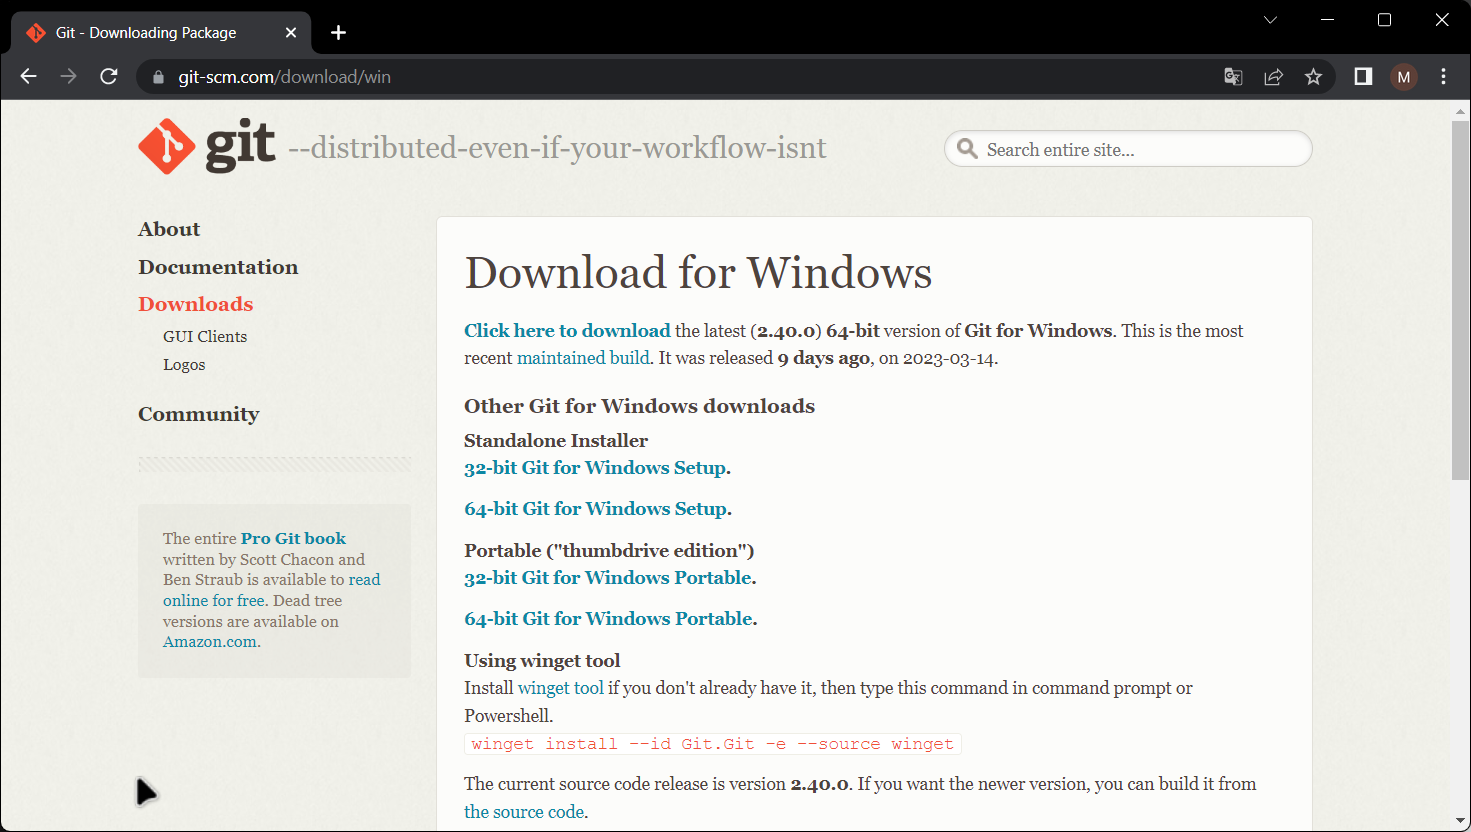 Git - Downloading Package
git-scm.com/download/win
M
git --distributed-even-if-your-workflow-isnt
Search entire site...
About
Documentation
Downloads
GUI Clients
Logos
Community
The entire Pro Git book
written by Scott Chacon and
Ben Straub is available to read
online for free. Dead tree
versions are available on
Amazon.com.
Download for Windows
Click here to download the latest (2.40.0) 64-bit version of Git for Windows. This is the most
recent maintained build. It was released 9 days ago, on 2023-03-14.
Other Git for Windows downloads
Standalone Installer
32-bit Git for Windows Setup.
64-bit Git for Windows Setup.
Portable ("thumbdrive edition")
32-bit Git for Windows Portable.
64-bit Git for Windows Portable.
Using winget tool
Install winget tool if you don't already have it, then type this command in command prompt or
Powershell.
winget install --id Git.Git -e --source winget
The current source code release is version 2.40.0. If you want the newer version, you can build it from
the source code.